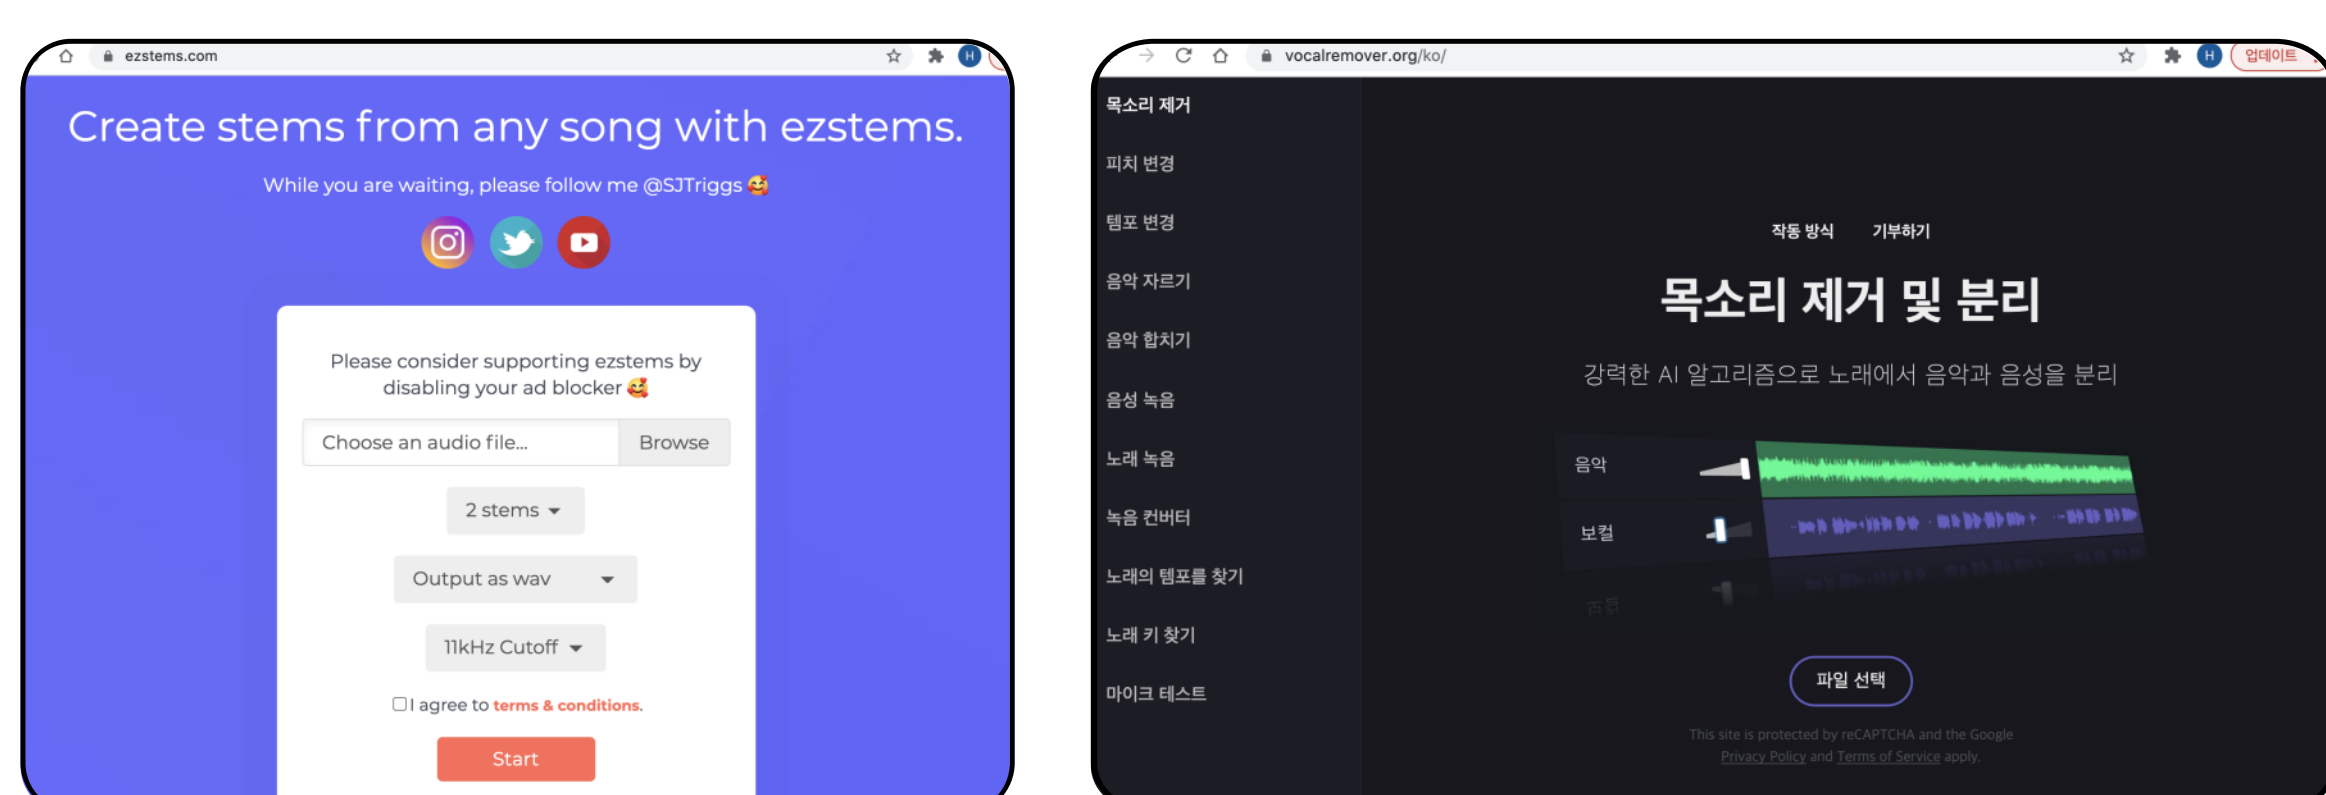 ezstems.com
H
Create stems from any song with ezstems.
While you are waiting, please follow me @SJTriggs 🥰
Please consider supporting ezstems by
disabling your ad blocker 🥰
Choose an audio file...
Browse
2 stems
Output as wav
11kHz Cutoff
I agree to terms & conditions.
Start
vocalremover.org/ko/
H
업데이트
목소리 제거
피치 변경
템포 변경
음악 자르기
음악 합치기
음성 녹음
노래 녹음
녹음 컨버터
노래의 템포를 찾기
노래 키 찾기
마이크 테스트
작동 방식
기부하기
목소리 제거 및 분리
강력한 AI 알고리즘으로 노래에서 음악과 음성을 분리
음악
보컬
파일 선택
This site is protected by reCAPTCHA and the Google
Privacy Policy and Terms of Service apply.